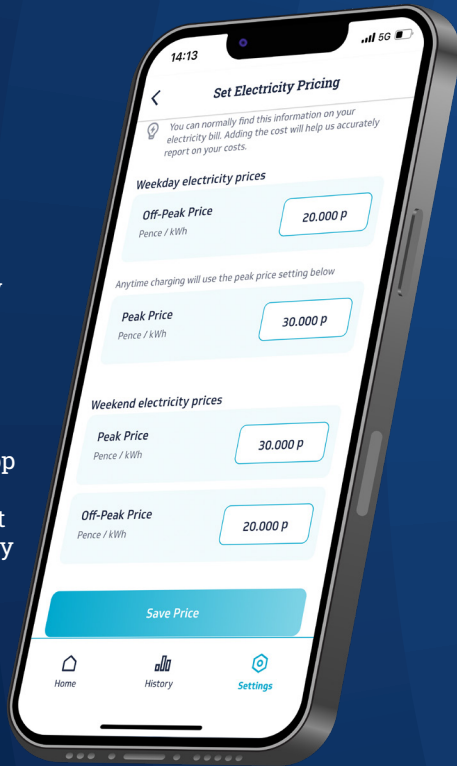 14:13
5G
Set Electricity Pricing
You can normally find this information on your
electricity bill. Adding the cost will help us accurately
report on your costs.
Weekday electricity prices
Off-Peak Price
20.000 p
Pence / kWh
Anytime charging will use the peak price setting below
Peak Price
30.000 p
Pence / kWh
Weekend electricity prices
Peak Price
30.000 p
Pence / kWh
Off-Peak Price
20.000 p
Pence / kWh
Save Price
Home
History
Settings